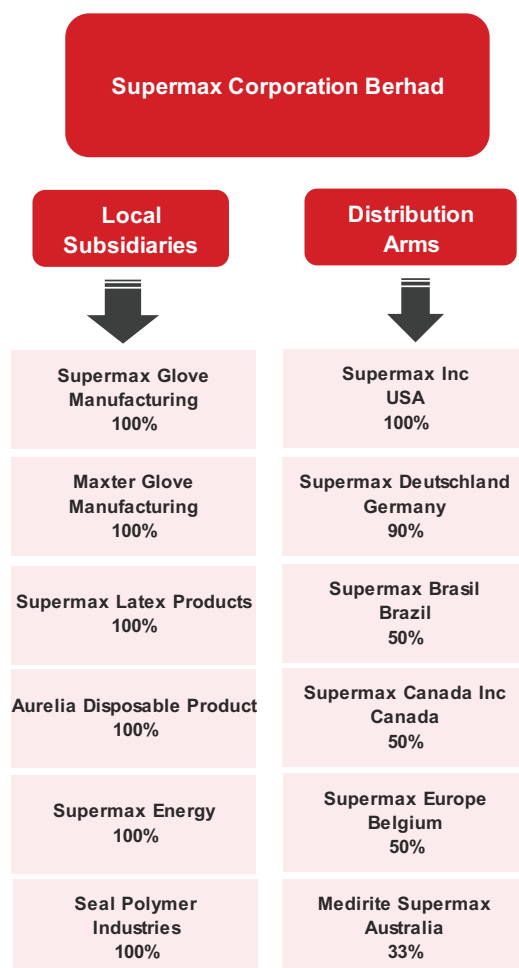 Supermax Corporation Berhad
Local
Subsidiaries
Supermax Glove
Manufacturing
100%
Maxter Glove
Manufacturing
100%
Supermax Latex Products
100%
Aurelia Disposable Product
100%
Supermax Energy
100%
Seal Polymer
Industries
100%
Distribution
Arms
Supermax Inc
USA
100%
Supermax Deutschland
Germany
90%
Supermax Brasil
Brazil
50%
Supermax Canada Inc
Canada
50%
Supermax Europe
Belgium
50%
Medirite Supermax
Australia
33%